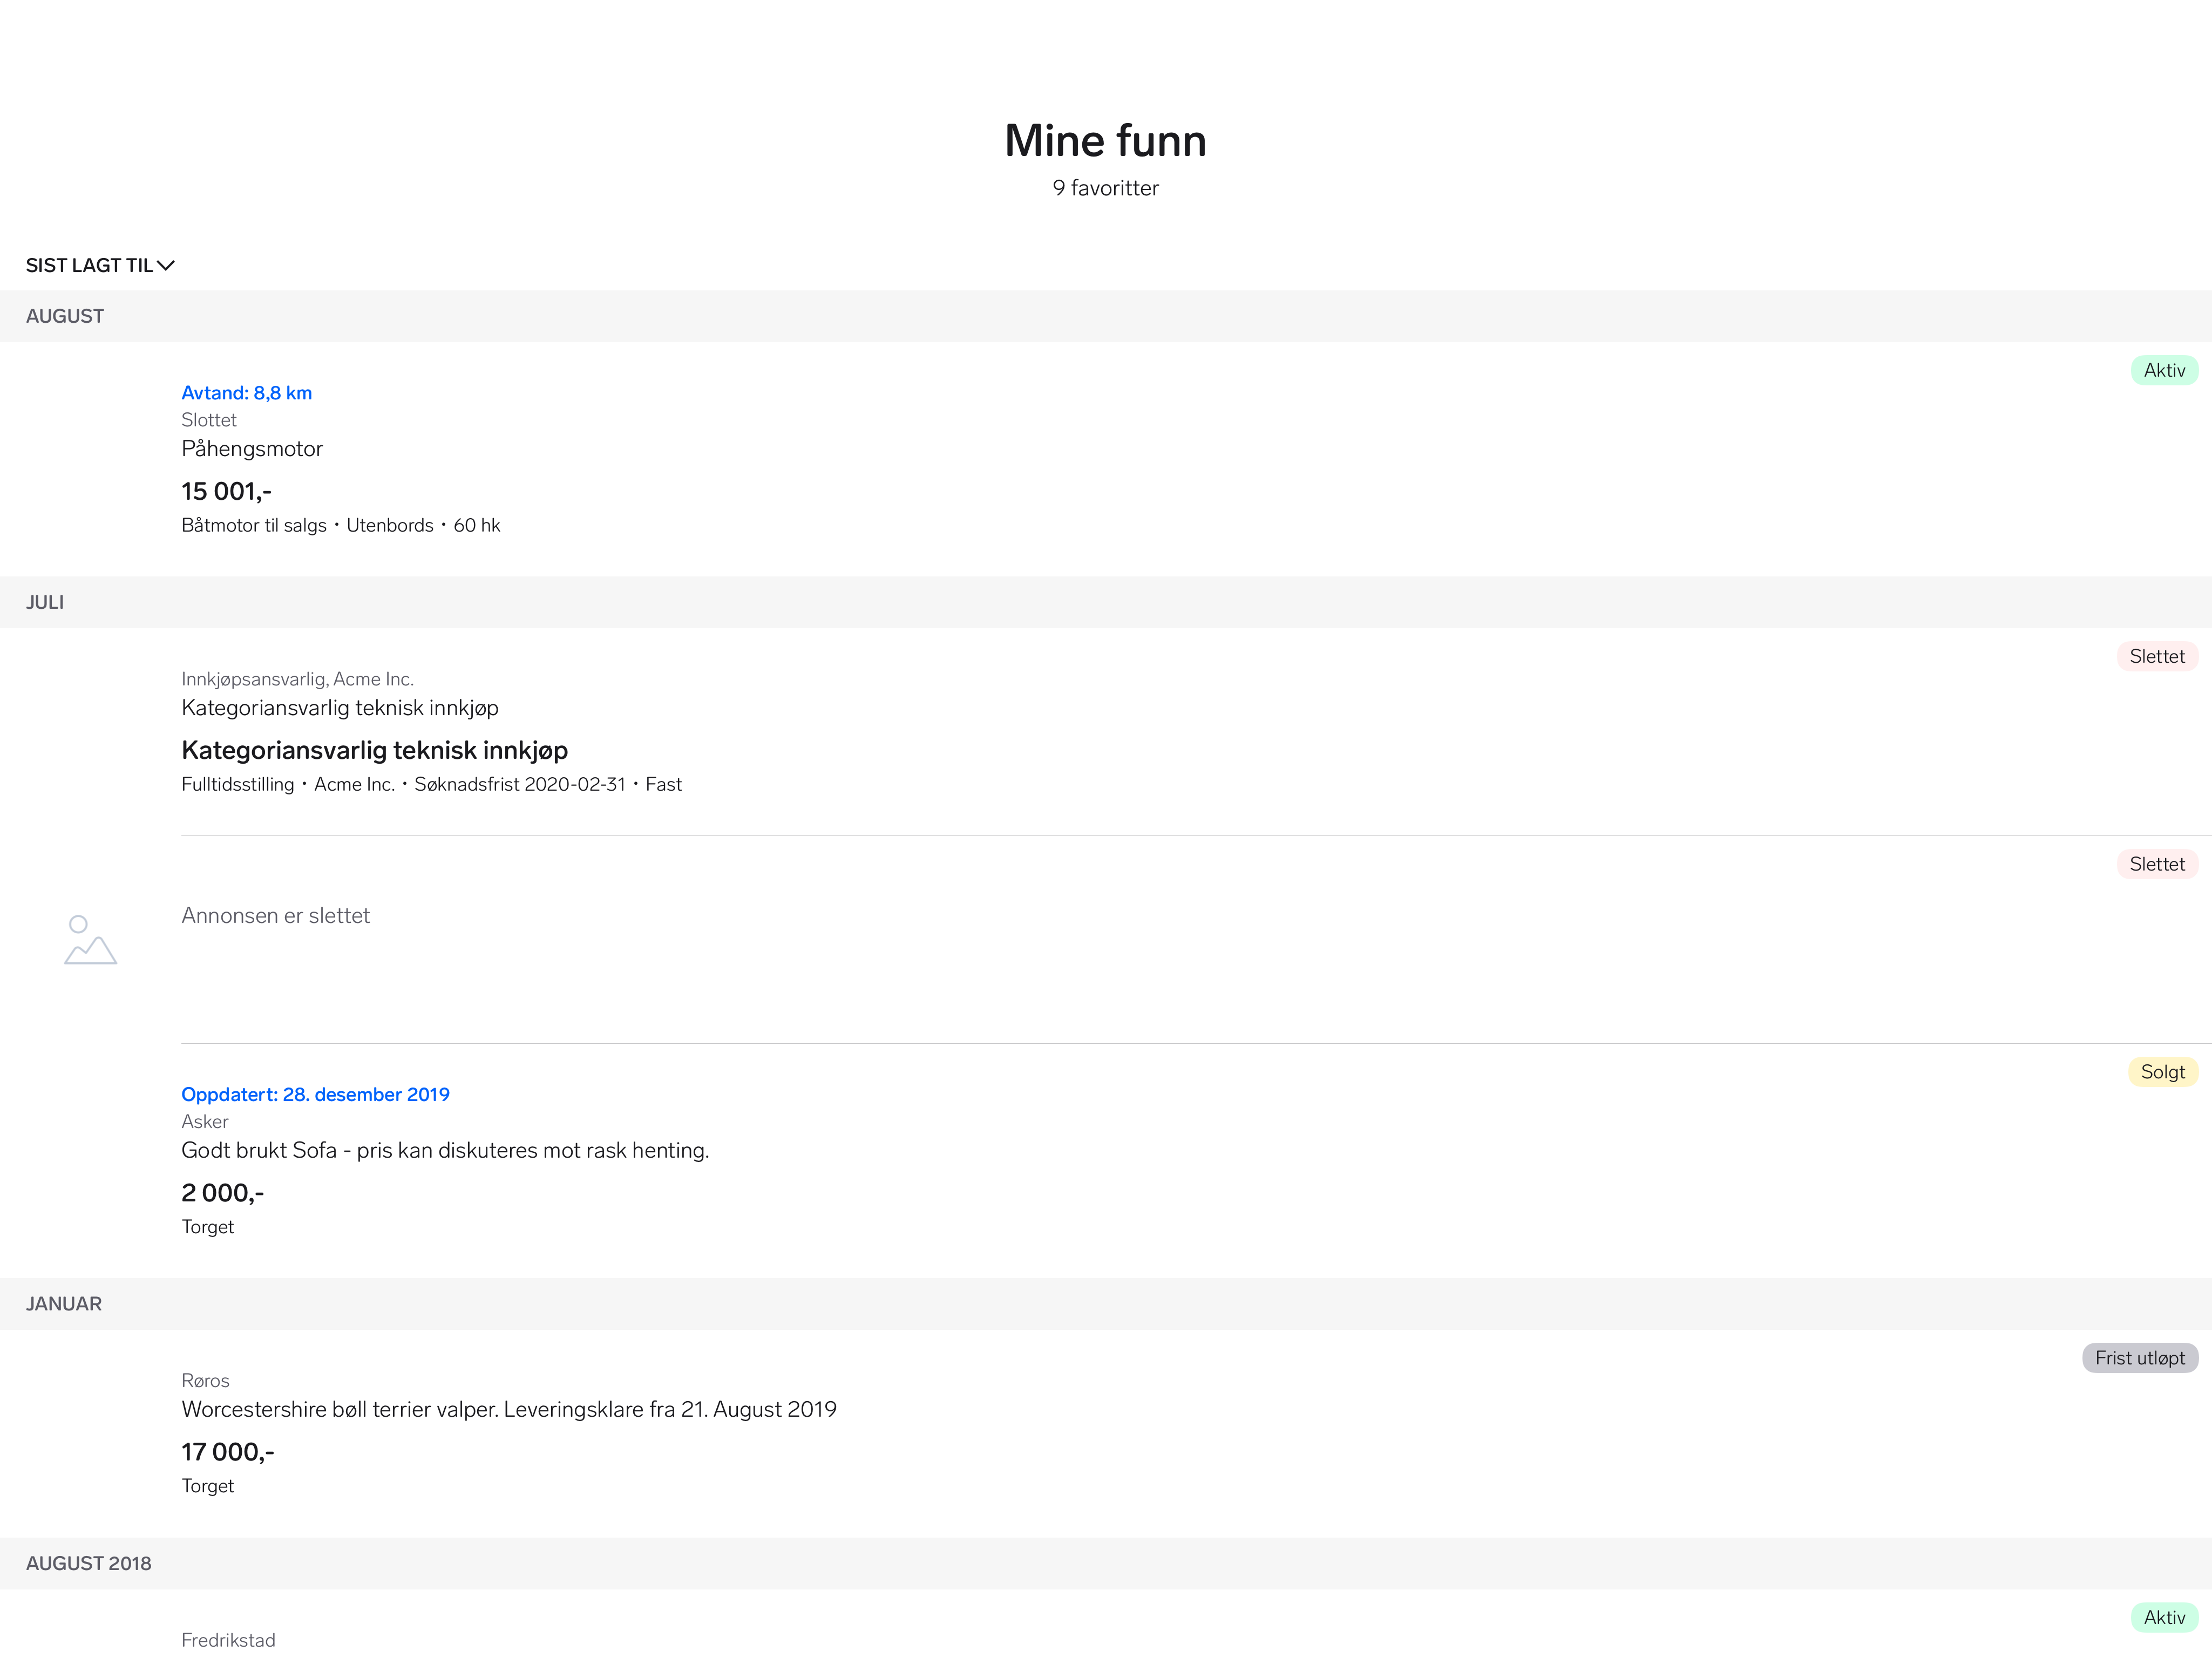 Mine funn
9 favoritter
SIST LAGT TIL
AUGUST
Aktiv
Avtand: 8,8 km
Slottet
Påhengsmotor
15 001,-
Båtmotor til salgs・Utenbords・60 hk
JULI
Slettet
Innkjøpsansvarlig, Acme Inc.
Kategoriansvarlig teknisk innkjøp
Kategoriansvarlig teknisk innkjøp
Fulltidsstilling・Acme Inc.・Søknadsfrist 2020-02-31・Fast
Slettet
Annonsen er slettet
Solgt
Oppdatert: 28. desember 2019
Asker
Godt brukt Sofa - pris kan diskuteres mot rask henting.
2 000,-
Torget
JANUAR
Frist utløpt
Røros
Worcestershire bøll terrier valper. Leveringsklare fra 21. August 2019
17 000,-
Torget
AUGUST 2018
Aktiv
Fredrikstad